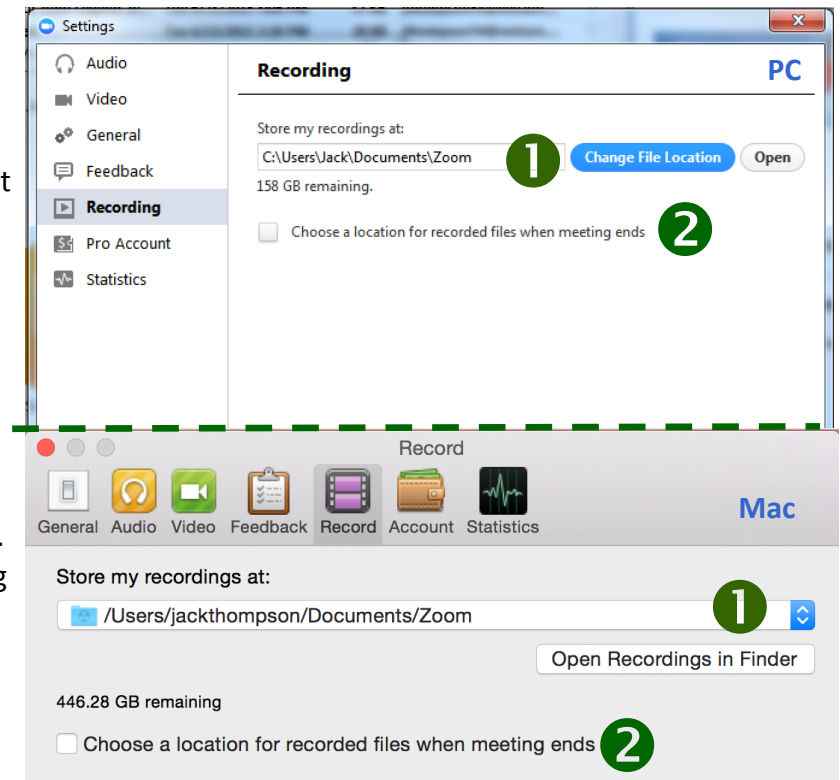 Settings
Audio
Video
General
Feedback
Recording
Pro Account
Statistics
Recording
PC
Store my recordings at:
C:\Users\Jack\Documents\Zoom
1
Change File Location
Open
158 GB remaining.
Choose a location for recorded files when meeting ends
2
t
Record
General Audio Video Feedback Record Account Statistics
Mac
.
g
Store my recordings at:
/Users/jackthompson/Documents/Zoom
1
Open Recordings in Finder
446.28 GB remaining
Choose a location for recorded files when meeting ends
2